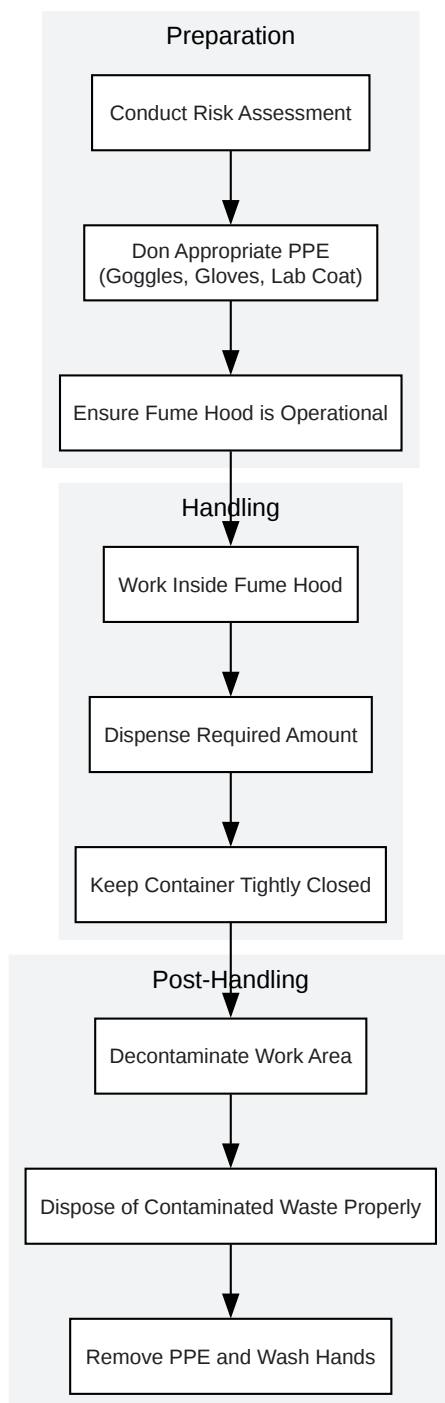 Preparation
Conduct Risk Assessment
Don Appropriate PPE
(Goggles, Gloves, Lab Coat)
Ensure Fume Hood is Operational
Handling
Work Inside Fume Hood
Dispense Required Amount
Keep Container Tightly Closed
Post-Handling
Decontaminate Work Area
Dispose of Contaminated Waste Properly
Remove PPE and Wash Hands